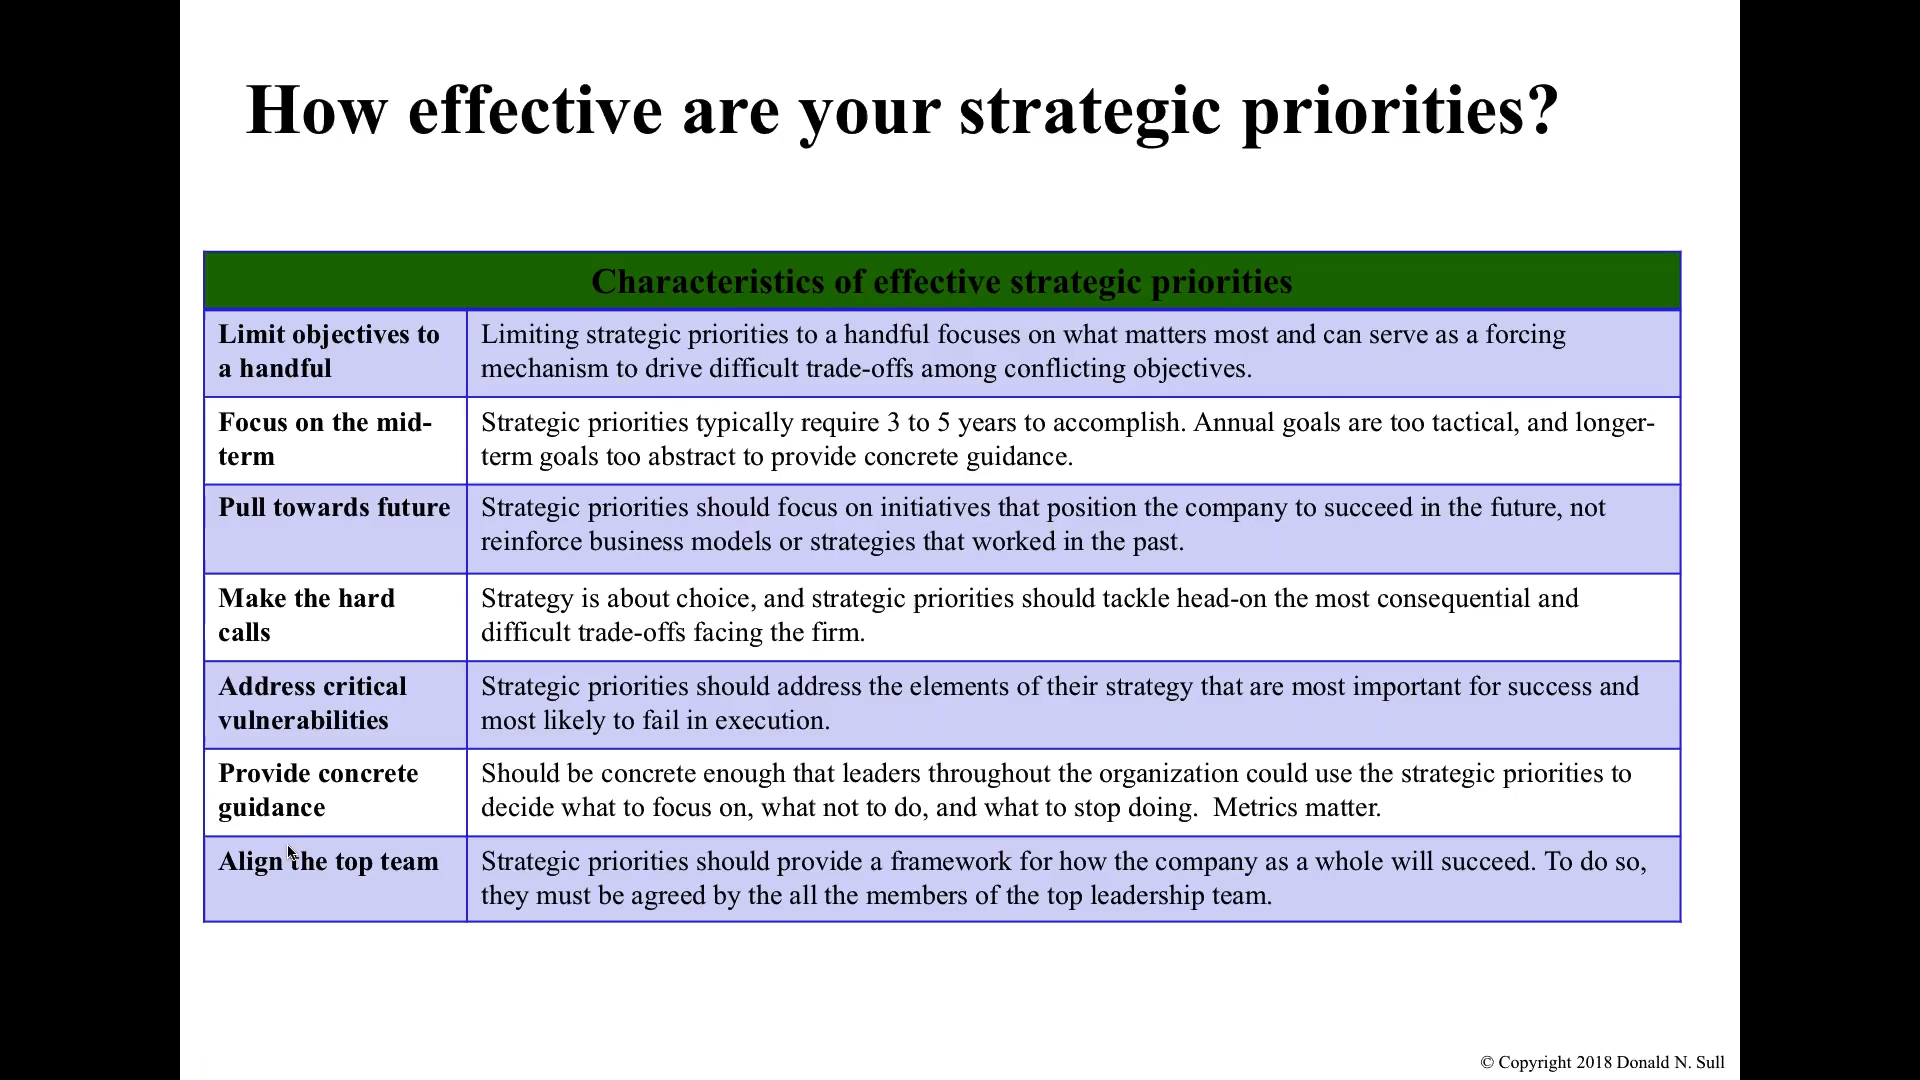 How effective are your strategic priorities?
Characteristics of effective strategic priorities
Limit objectives to
a handful
Limiting strategic priorities to a handful focuses on what matters most and can serve as a forcing
mechanism to drive difficult trade-offs among conflicting objectives.
Focus on the mid-
term
Strategic priorities typically require 3 to 5 years to accomplish. Annual goals are too tactical, and longer-
term goals too abstract to provide concrete guidance.
Pull towards future
Strategic priorities should focus on initiatives that position the company to succeed in the future, not
reinforce business models or strategies that worked in the past.
Make the hard
calls
Strategy is about choice, and strategic priorities should tackle head-on the most consequential and
difficult trade-offs facing the firm.
Address critical
vulnerabilities
Strategic priorities should address the elements of their strategy that are most important for success and
most likely to fail in execution.
Provide concrete
guidance
Should be concrete enough that leaders throughout the organization could use the strategic priorities to
decide what to focus on, what not to do, and what to stop doing.  Metrics matter.
Align the top team
Strategic priorities should provide a framework for how the company as a whole will succeed. To do so,
they must be agreed by the all the members of the top leadership team.
© Copyright 2018 Donald N. Sull